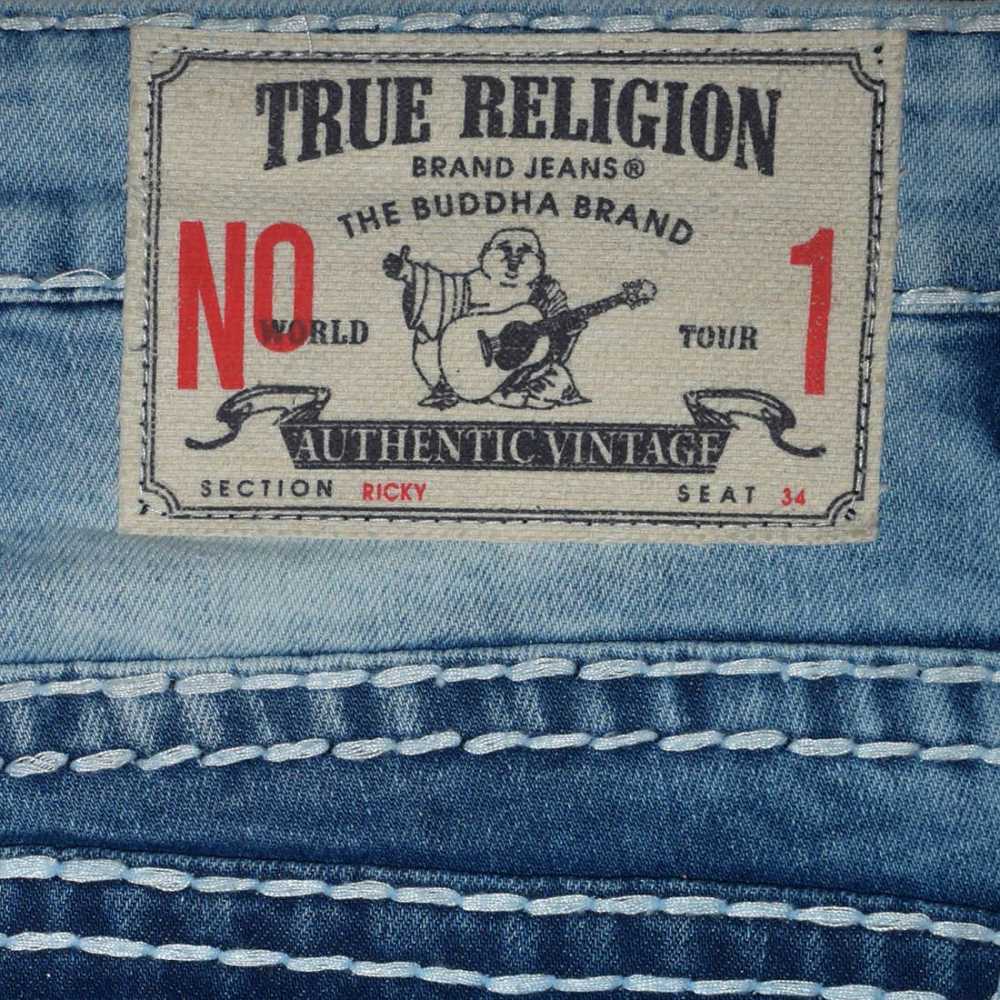 TRUE RELIGION
BRAND JEANS®
THE BUDDHA BRAND
NO 1
WORLD TOUR
AUTHENTIC VINTAGE
SECTION RICKY SEAT 34